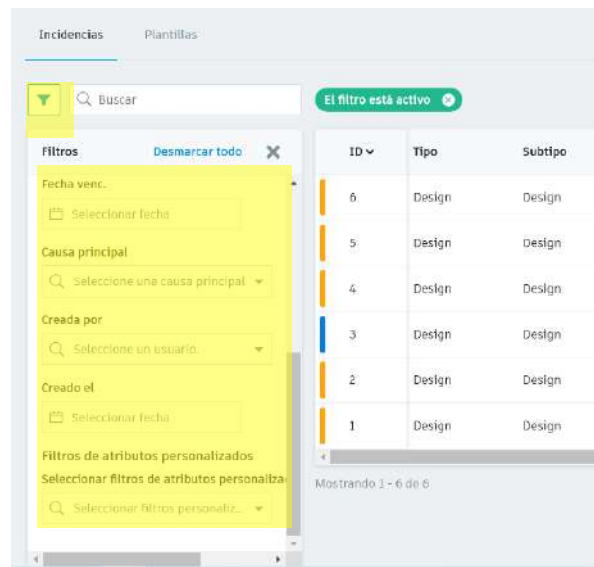 Incidencias Plantillas
Buscar El filtro está activo
Filtros Desmarcar todo ID Tipo Subtipo
Fecha venc.
Seleccionar fecha
6 Design Design
Causa principal
5 Design Design
Seleccione una causa principal
4 Design Design
Creada por
3 Design Design
Seleccione un usuario.
Creado el
2 Design Design
Seleccionar fecha
1 Design Design
Filtros de atributos personalizados
Seleccionar filtros de atributos personaliza
Mostrando 1 - 6 de 6
Seleccionar filtros personaliz...